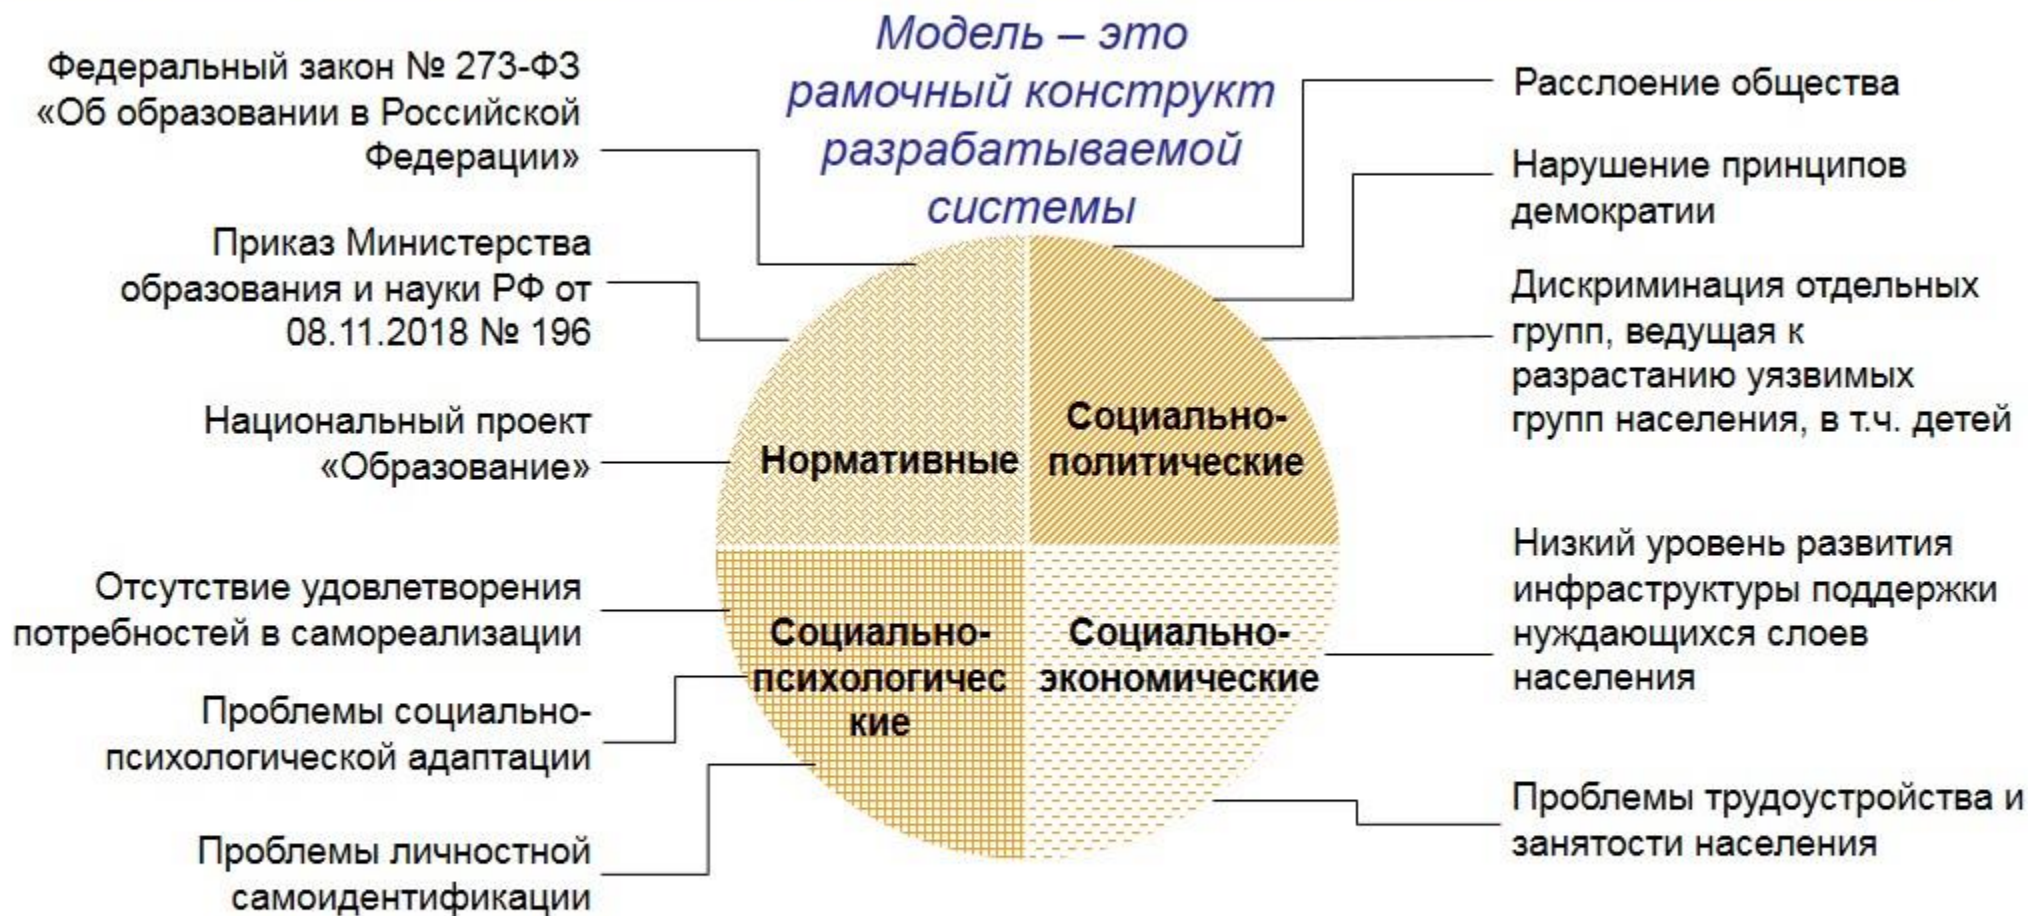 Модель – это
рамочный конструкт
разрабатываемой
системы
Федеральный закон № 273-ФЗ
«Об образовании в Российской
Федерации»
Приказ Министерства
образования и науки РФ от
08.11.2018 № 196
Национальный проект
«Образование»
Отсутствие удовлетворения
потребностей в самореализации
Проблемы социально-
психологической адаптации
Проблемы личностной
самоидентификации
Нормативные
Социально-
политические
Социально-
психологичес
кие
Социально-
экономические
Расслоение общества
Нарушение принципов
демократии
Дискриминация отдельных
групп, ведущая к
разрастанию уязвимых
групп населения, в т.ч. детей
Низкий уровень развития
инфраструктуры поддержки
нуждающихся слоев
населения
Проблемы трудоустройства и
занятости населения